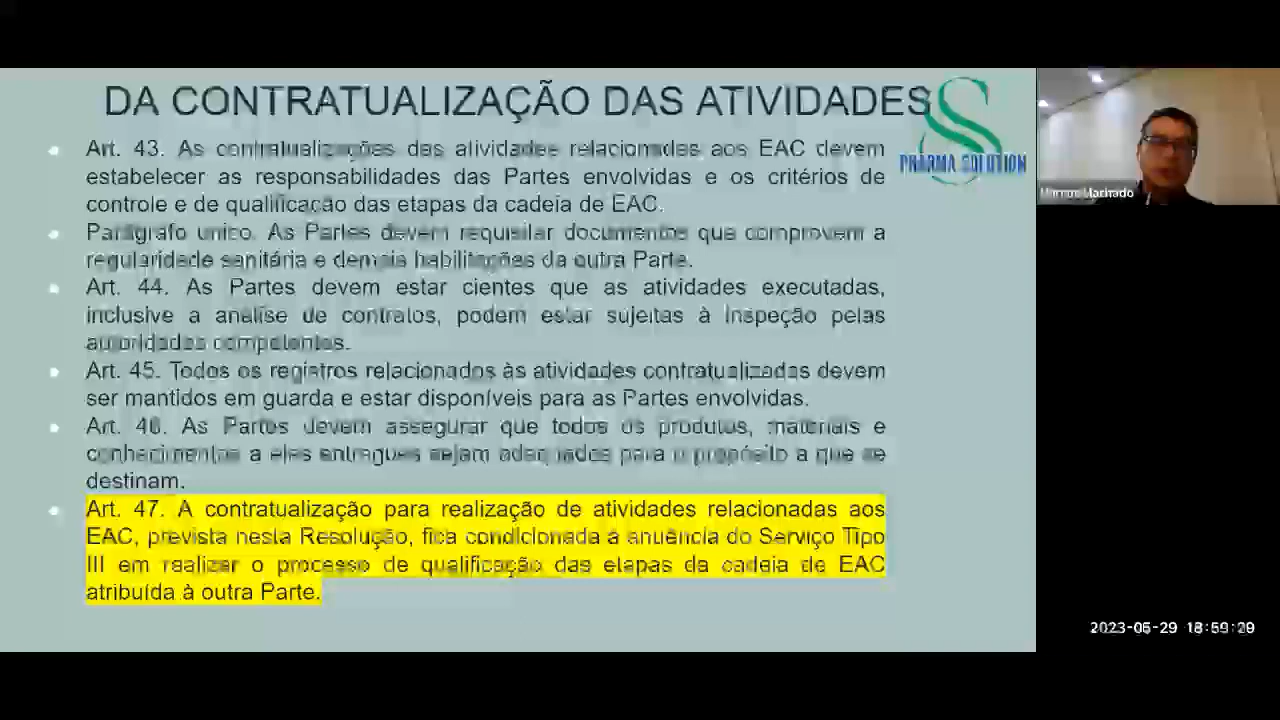 DA CONTRATUALIZAÇÃO DAS ATIVIDADES
S
PHARMA SOLUTION
Art. 43. As contratualizações das atividades relacionadas aos EAC devem
estabelecer as responsabilidades das Partes envolvidas e os critérios de
controle e de qualificação das etapas da cadeia de EAC.
Parágrafo único. As Partes devem requisitar documentos que comprovem a
regularidade sanitária e demais habilitações da outra Parte.
Art. 44. As Partes devem estar cientes que as atividades executadas,
inclusive a análise de contratos, podem estar sujeitas à inspeção pelas
autoridades competentes.
Art. 45. Todos os registros relacionados às atividades contratualizadas devem
ser mantidos em guarda e estar disponíveis para as Partes envolvidas.
Art. 46. As Partes devem assegurar que todos os produtos, materiais e
conhecimentos a eles entregues sejam adequados para o propósito a que se
destinam.
Art. 47. A contratualização para realização de atividades relacionadas aos
EAC, prevista nesta Resolução, fica condicionada à anuência do Serviço Tipo
III em realizar o processo de qualificação das etapas da cadeia de EAC
atribuída à outra Parte.
Marcos Machado
2023-05-29 18:59:29